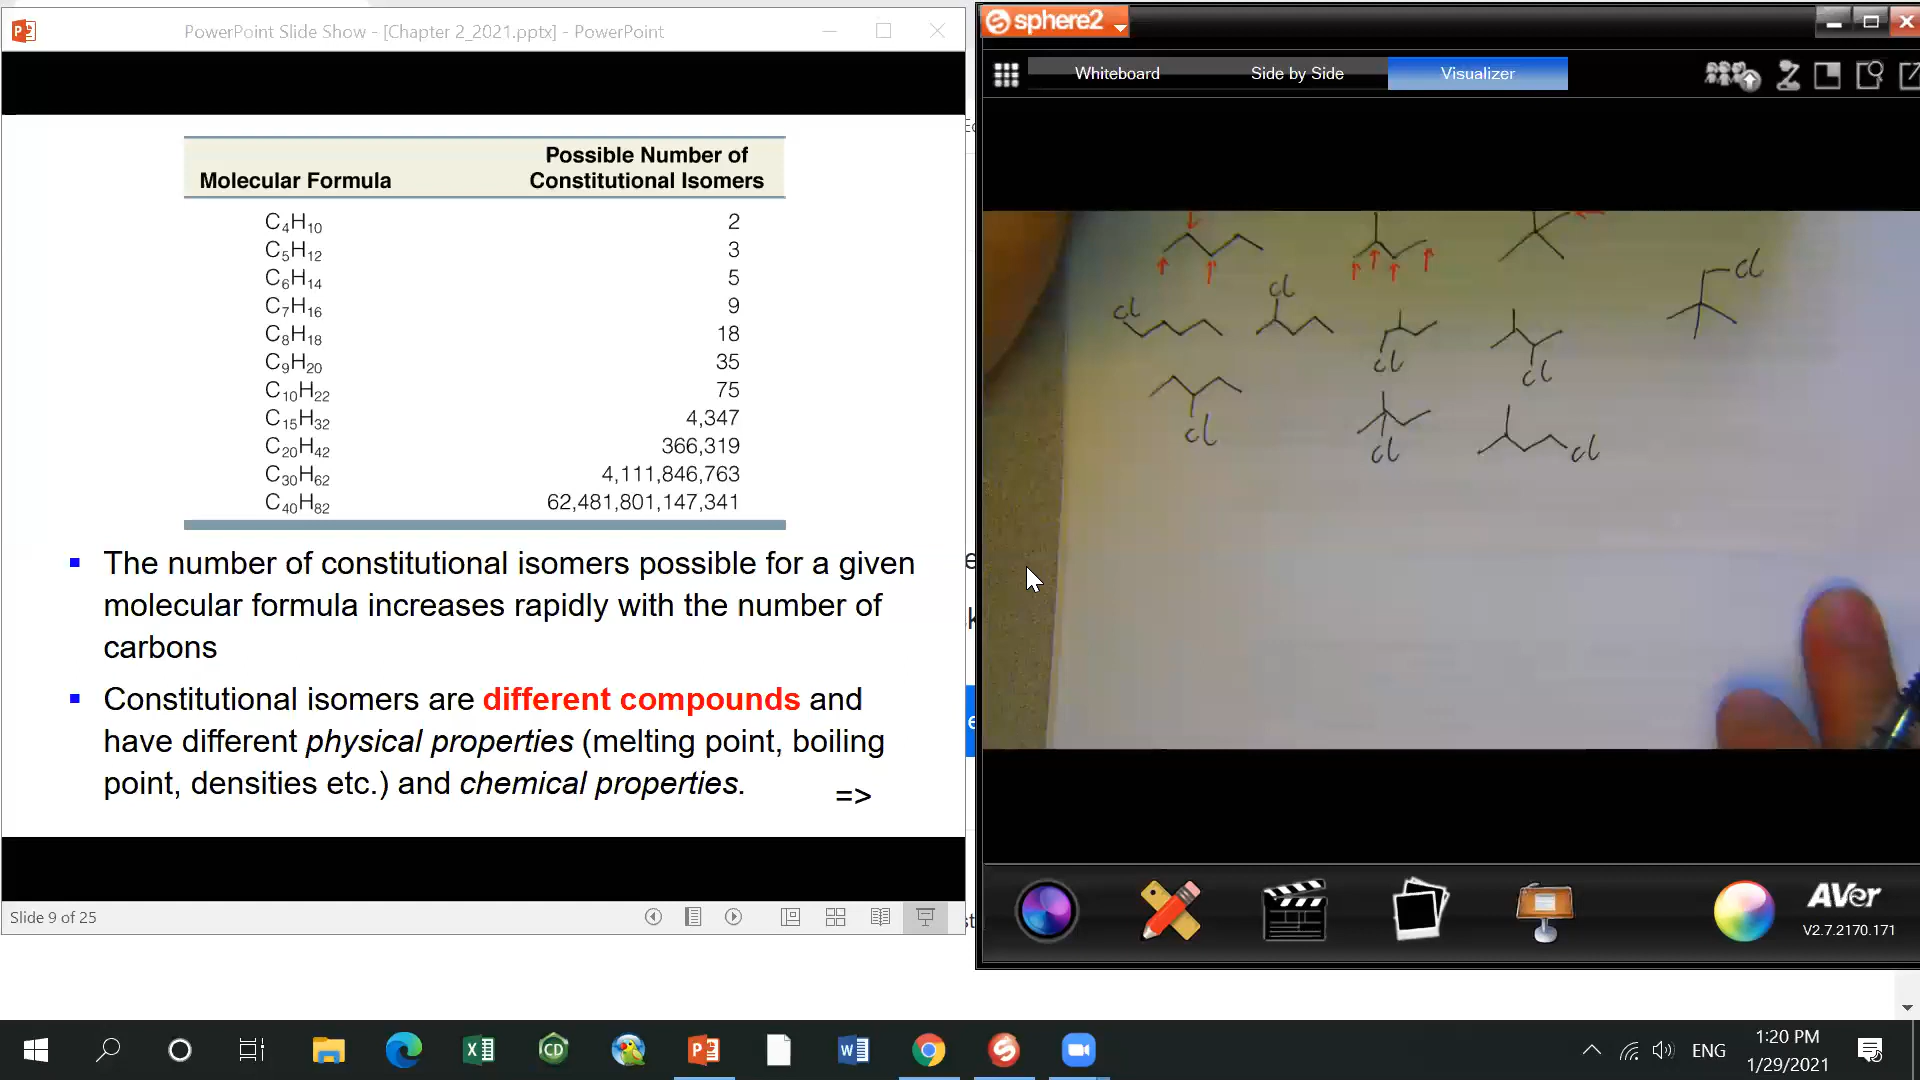 PowerPoint Slide Show - [Chapter 2_2021.pptx] - PowerPoint
Molecular Formula
Possible Number of
Constitutional Isomers
C4H10 2
C5H12 3
C6H14 5
C7H16 9
C8H18 18
C9H20 35
C10H22 75
C15H32 4,347
C20H42 366,319
C30H62 4,111,846,763
C40H82 62,481,801,147,341
The number of constitutional isomers possible for a given
molecular formula increases rapidly with the number of
carbons
Constitutional isomers are different compounds and
have different physical properties (melting point, boiling
point, densities etc.) and chemical properties.
=>
Slide 9 of 25
sphere2
Whiteboard Side by Side Visualizer
Cl
Cl
Cl
Cl
Cl
Cl
Cl
Cl
AVer
V2.7.2170.171
ENG
1:20 PM
1/29/2021